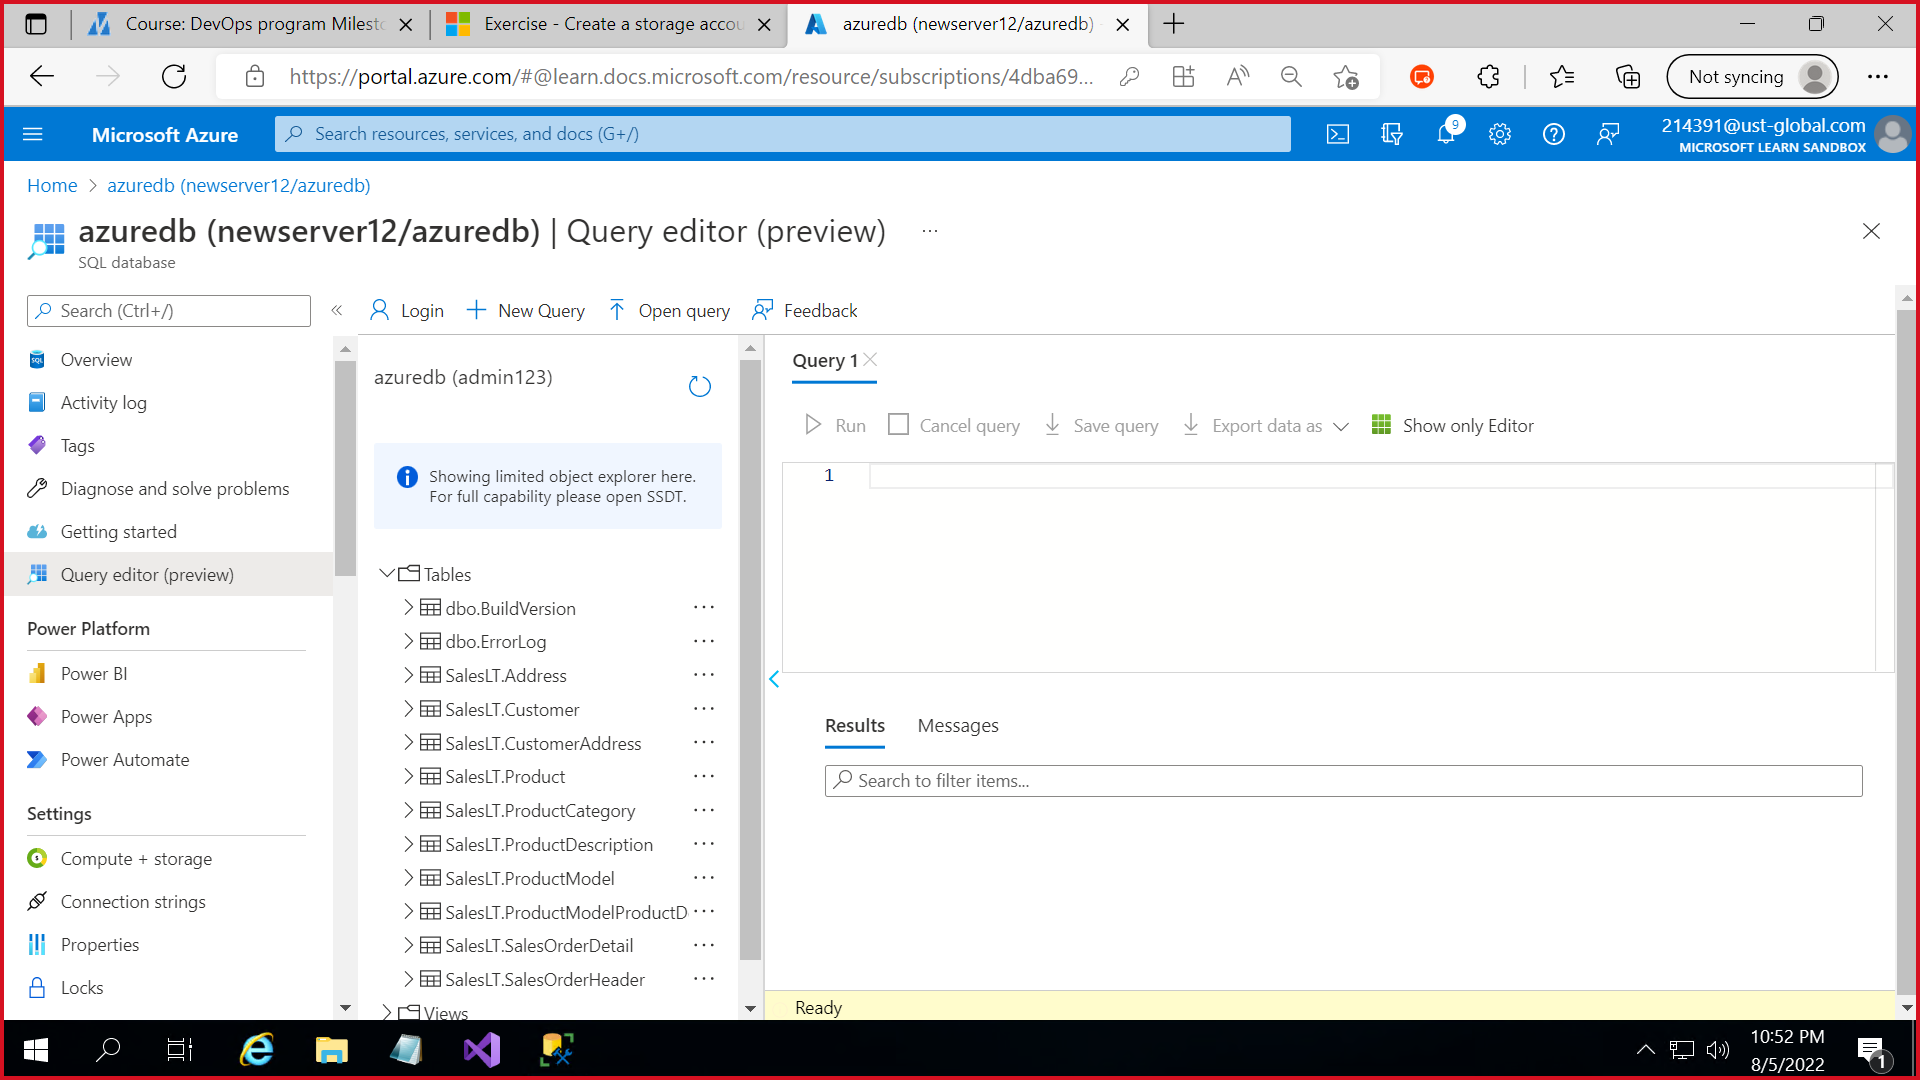 Course: DevOps program Milesto
Exercise - Create a storage accou
azuredb (newserver12/azuredb)
https://portal.azure.com/#@learn.docs.microsoft.com/resource/subscriptions/4dba69...
Not syncing
Microsoft Azure
Search resources, services, and docs (G+/)
9
214391@ust-global.com
MICROSOFT LEARN SANDBOX
Home > azuredb (newserver12/azuredb)
azuredb (newserver12/azuredb) | Query editor (preview) ...
SQL database
Search (Ctrl+/)
«
Login
New Query
Open query
Feedback
Overview
Activity log
Tags
Diagnose and solve problems
Getting started
Query editor (preview)
Power Platform
Power BI
Power Apps
Power Automate
Settings
Compute + storage
Connection strings
Properties
Locks
azuredb (admin123)
Showing limited object explorer here.
For full capability please open SSDT.
Tables
dbo.BuildVersion
dbo.ErrorLog
SalesLT.Address
SalesLT.Customer
SalesLT.CustomerAddress
SalesLT.Product
SalesLT.ProductCategory
SalesLT.ProductDescription
SalesLT.ProductModel
SalesLT.ProductModelProductD
SalesLT.SalesOrderDetail
SalesLT.SalesOrderHeader
Views
Query 1
Run
Cancel query
Save query
Export data as
Show only Editor
1
Results
Messages
Search to filter items...
Ready
10:52 PM
8/5/2022
1